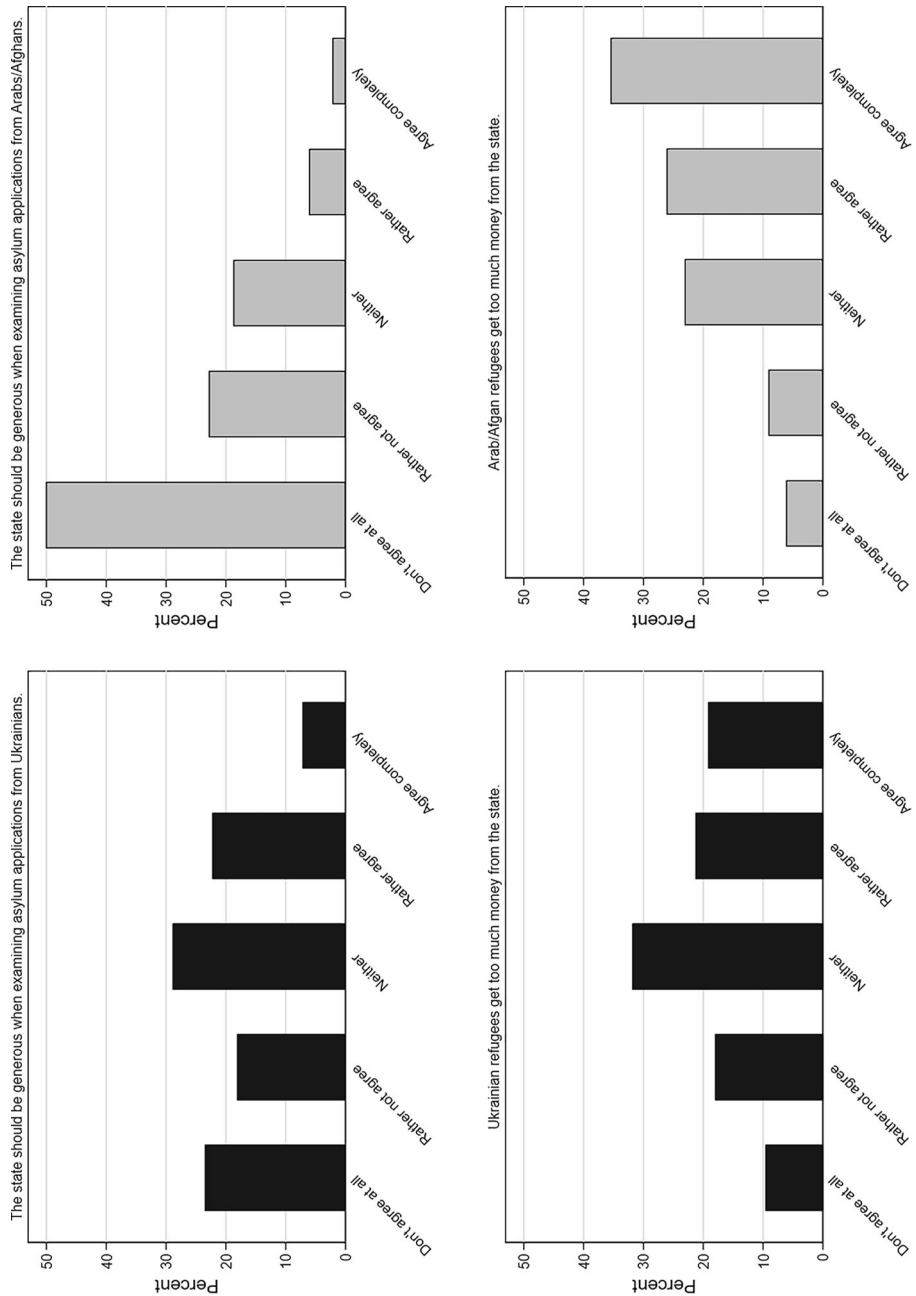 The state should be generous when examining asylum applications from Ukrainians.
Percent
50
40
30
20
10
0
Don't agree at all
Rather not agree
Neither
Rather agree
Agree completely
The state should be generous when examining asylum applications from Arabs/Afghans.
Percent
50
40
30
20
10
0
Don't agree at all
Rather not agree
Neither
Rather agree
Agree completely
Ukrainian refugees get too much money from the state.
Percent
50
40
30
20
10
0
Don't agree at all
Rather not agree
Neither
Rather agree
Agree completely
Arab/Afgan refugees get too much money from the state.
Percent
50
40
30
20
10
0
Don't agree at all
Rather not agree
Neither
Rather agree
Agree completely